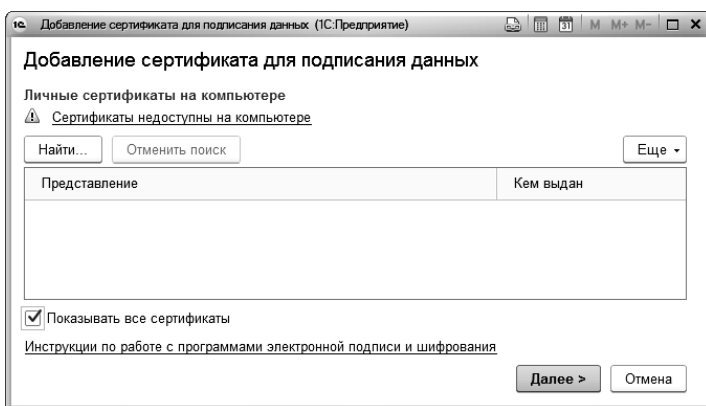 1С Добавление сертификата для подписания данных (1С:Предприятие) 31 M M+ M-
Добавление сертификата для подписания данных
Личные сертификаты на компьютере
Сертификаты недоступны на компьютере
Найти... Отменить поиск Еще
Представление Кем выдан
Показывать все сертификаты
Инструкции по работе с программами электронной подписи и шифрования
Далее > Отмена